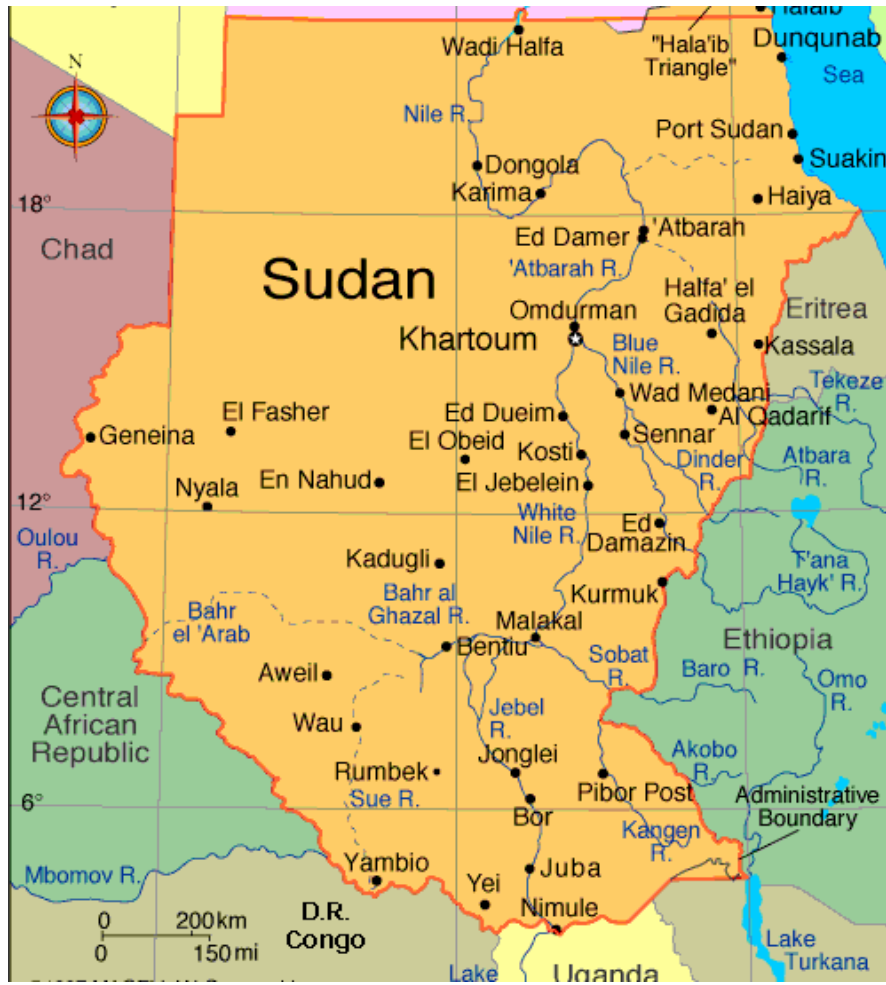 Halaib
Wadi Halfa
"Hala'ib
Triangle"
Dunqunab
Sea
N
Nile R.
Port Sudan
Suakin
Dongola
Karima
Haiya
18°
'Atbarah
Ed Damer
Chad
'Atbarah R.
Sudan
Halfa' el
Gadida
Eritrea
Omdurman
Khartoum
Blue
Nile R.
Kassala
Tekeze
R.
Wad Medani
El Fasher
Ed Dueim
Al Qadarif
Geneina
El Obeid
Sennar
Kosti
Dinder
R.
Atbara
R.
En Nahud
El Jebelein
Nyala
12°
White
Nile R.
Ed
Damazin
Oulou
R.
Kadugli
T'ana
Hayk' R.
Bahr al
Ghazal R.
Kurmuk
Bahr
el 'Arab
Malakal
Bentiu
Ethiopia
Sobat
R.
Baro R.
Omo
R.
Aweil
Central
African
Republic
Jebel
R.
Wau
Jonglei
Akobo
R.
Rumbek
Pibor Post
Sue R.
6°
Bor
Administrative
Boundary
Kangen
R.
Mbomov R.
Yambio
Juba
Yei
Nimule
D.R.
Congo
0 200 km
0 150 mi
Lake
Turkana
Lake
Uganda